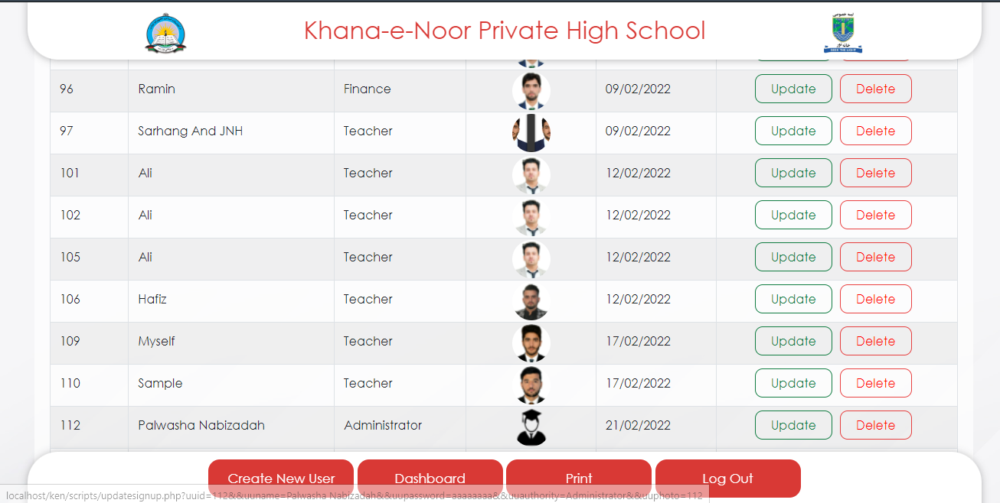 Khana-e-Noor Private High School
96 Ramin Finance 09/02/2022 Update Delete
97 Sarhang And JNH Teacher 09/02/2022 Update Delete
101 Ali Teacher 12/02/2022 Update Delete
102 Ali Teacher 12/02/2022 Update Delete
105 Ali Teacher 12/02/2022 Update Delete
106 Hafiz Teacher 12/02/2022 Update Delete
109 Myself Teacher 17/02/2022 Update Delete
110 Sample Teacher 17/02/2022 Update Delete
112 Palwasha Nabizadah Administrator 21/02/2022 Update Delete
Create New User Dashboard Print Log Out
localhost/ken/scripts/updatesignup.php?uuid=112&&uuname=Palwasha Nabizadah&&uupassword=aaaaaaaa&&uuauthority=Administrator&&uuphoto=112